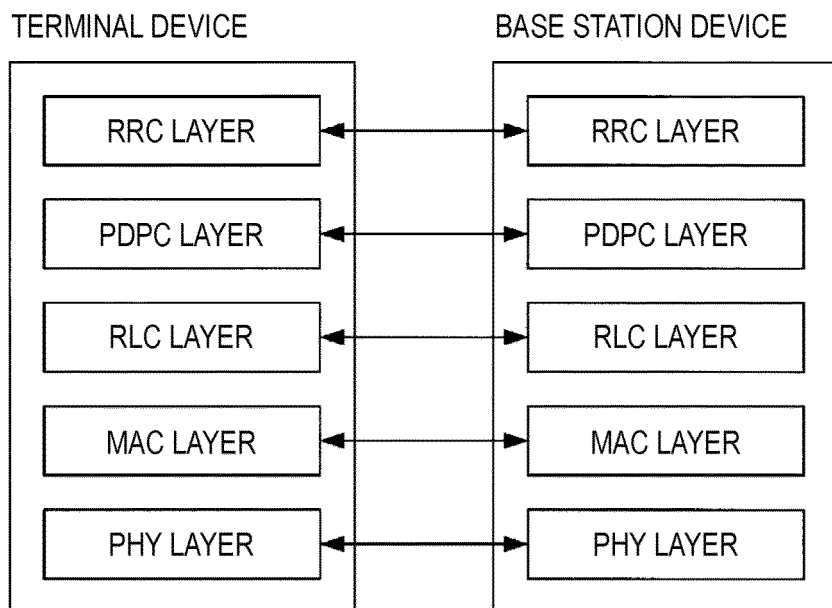 TERMINAL DEVICE BASE STATION DEVICE
RRC LAYER RRC LAYER
PDPC LAYER PDPC LAYER
RLC LAYER RLC LAYER
MAC LAYER MAC LAYER
PHY LAYER PHY LAYER